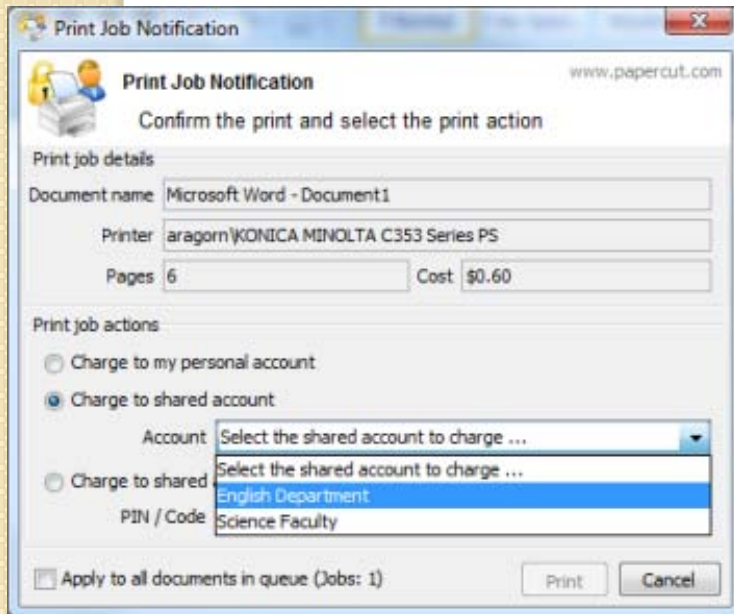 Print Job Notification
Print Job Notification
www.papercut.com
Confirm the print and select the print action
Print job details
Document name Microsoft Word - Document1
Printer aragorn\KONICA MINOLTA C353 Series PS
Pages 6 Cost $0.60
Print job actions
Charge to my personal account
Charge to shared account
Account Select the shared account to charge ...
Select the shared account to charge ...
Charge to shared
English Department
PIN / Code
Science Faculty
Apply to all documents in queue (Jobs: 1)
Print Cancel